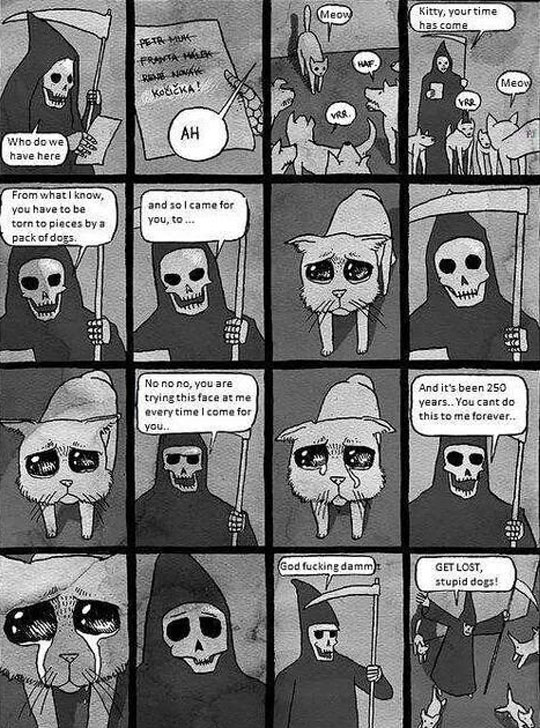 Who do we
have here
PETR MUK
FRANTA
RENE NOVÁK
KOČIČKA!
AH
Meow
HAF.
VRR.
Kitty, your time
has come
Meow
VRR
From what I know,
you have to be
torn to pieces by a
pack of dogs.
and so I came for
you, to ...
No no no, you are
trying this face at me
every time I come for
you..
And it's been 250
years.. You cant do
this to me forever..
God fucking dammit
GET LOST,
stupid dogs!